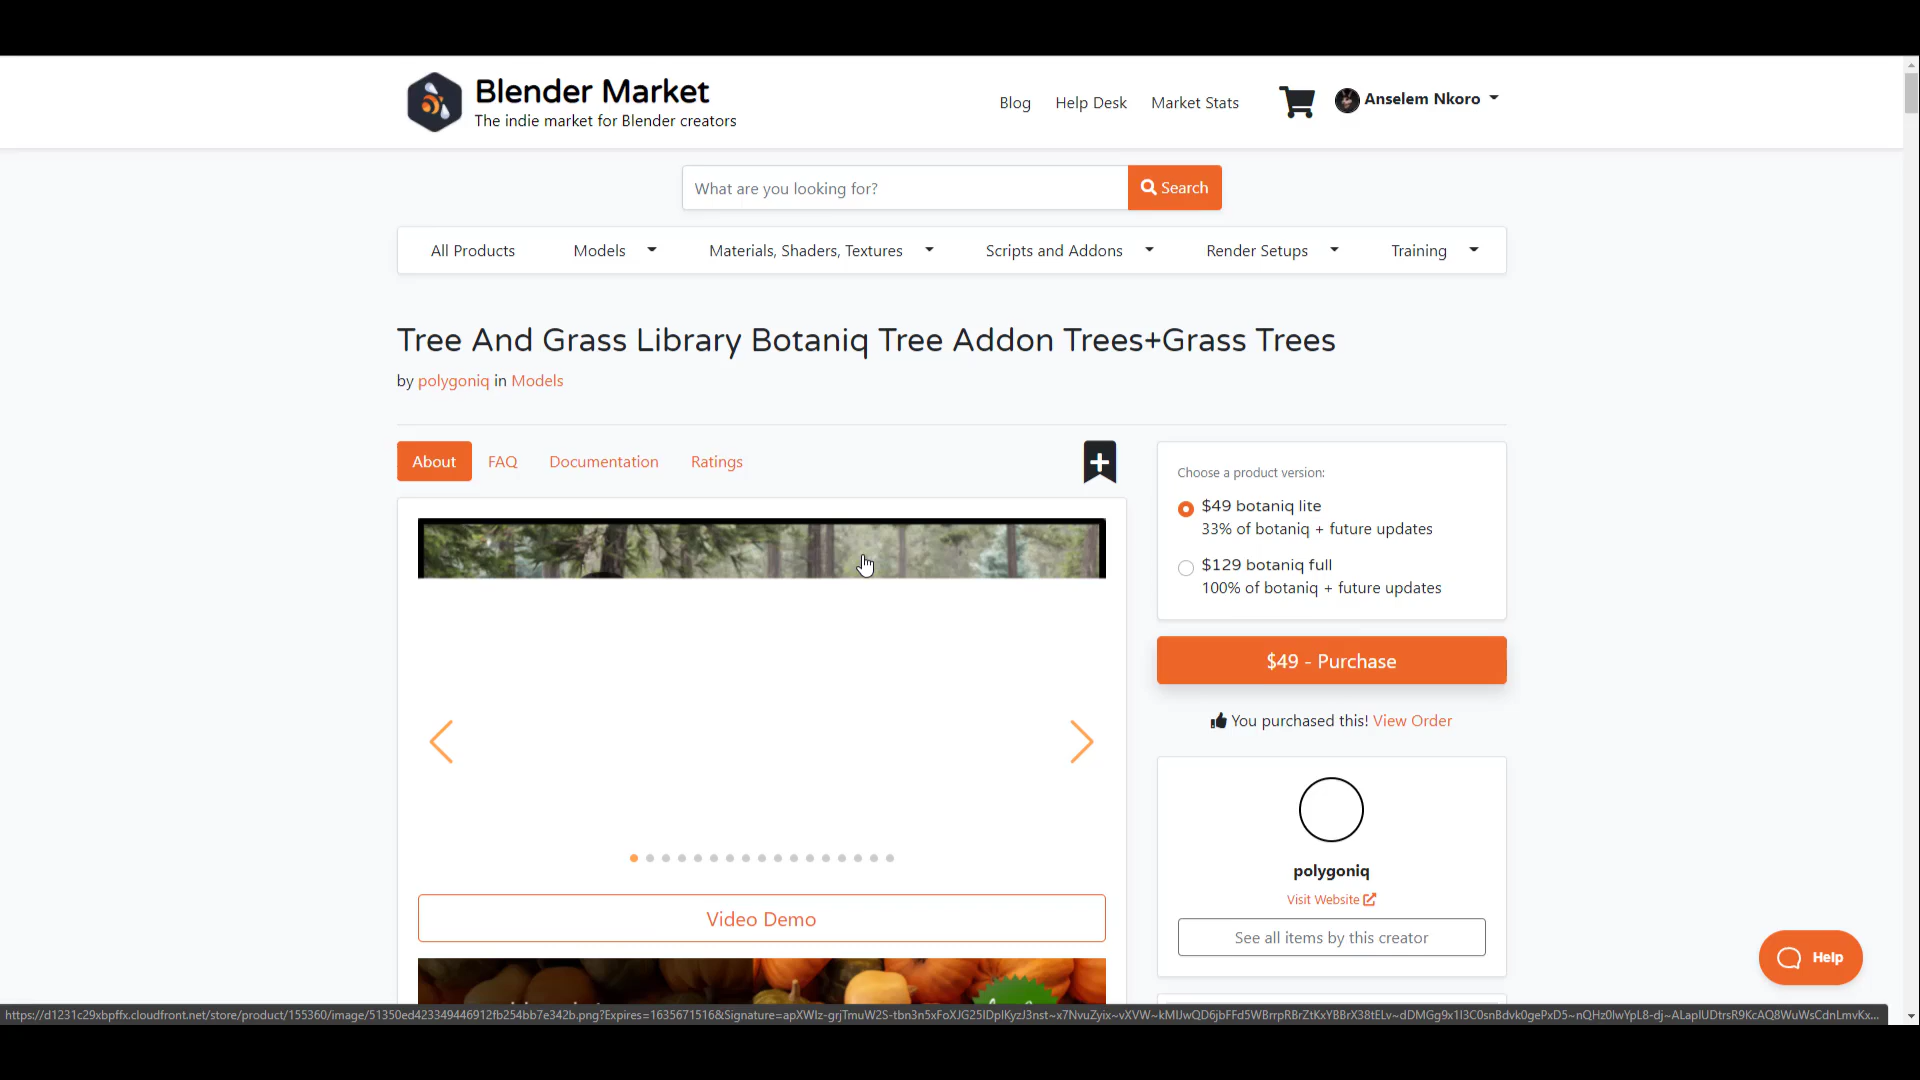 Blender Market
The indie market for Blender creators
Blog
Help Desk
Market Stats
Anselem Nkoro
What are you looking for?
Search
All Products
Models
Materials, Shaders, Textures
Scripts and Addons
Render Setups
Training
Tree And Grass Library Botaniq Tree Addon Trees+Grass Trees
by polygoniq in Models
About
FAQ
Documentation
Ratings
Choose a product version:
$49 botaniq lite
33% of botaniq + future updates
$129 botaniq full
100% of botaniq + future updates
$49 - Purchase
You purchased this! View Order
polygoniq
Visit Website
See all items by this creator
Video Demo
Help